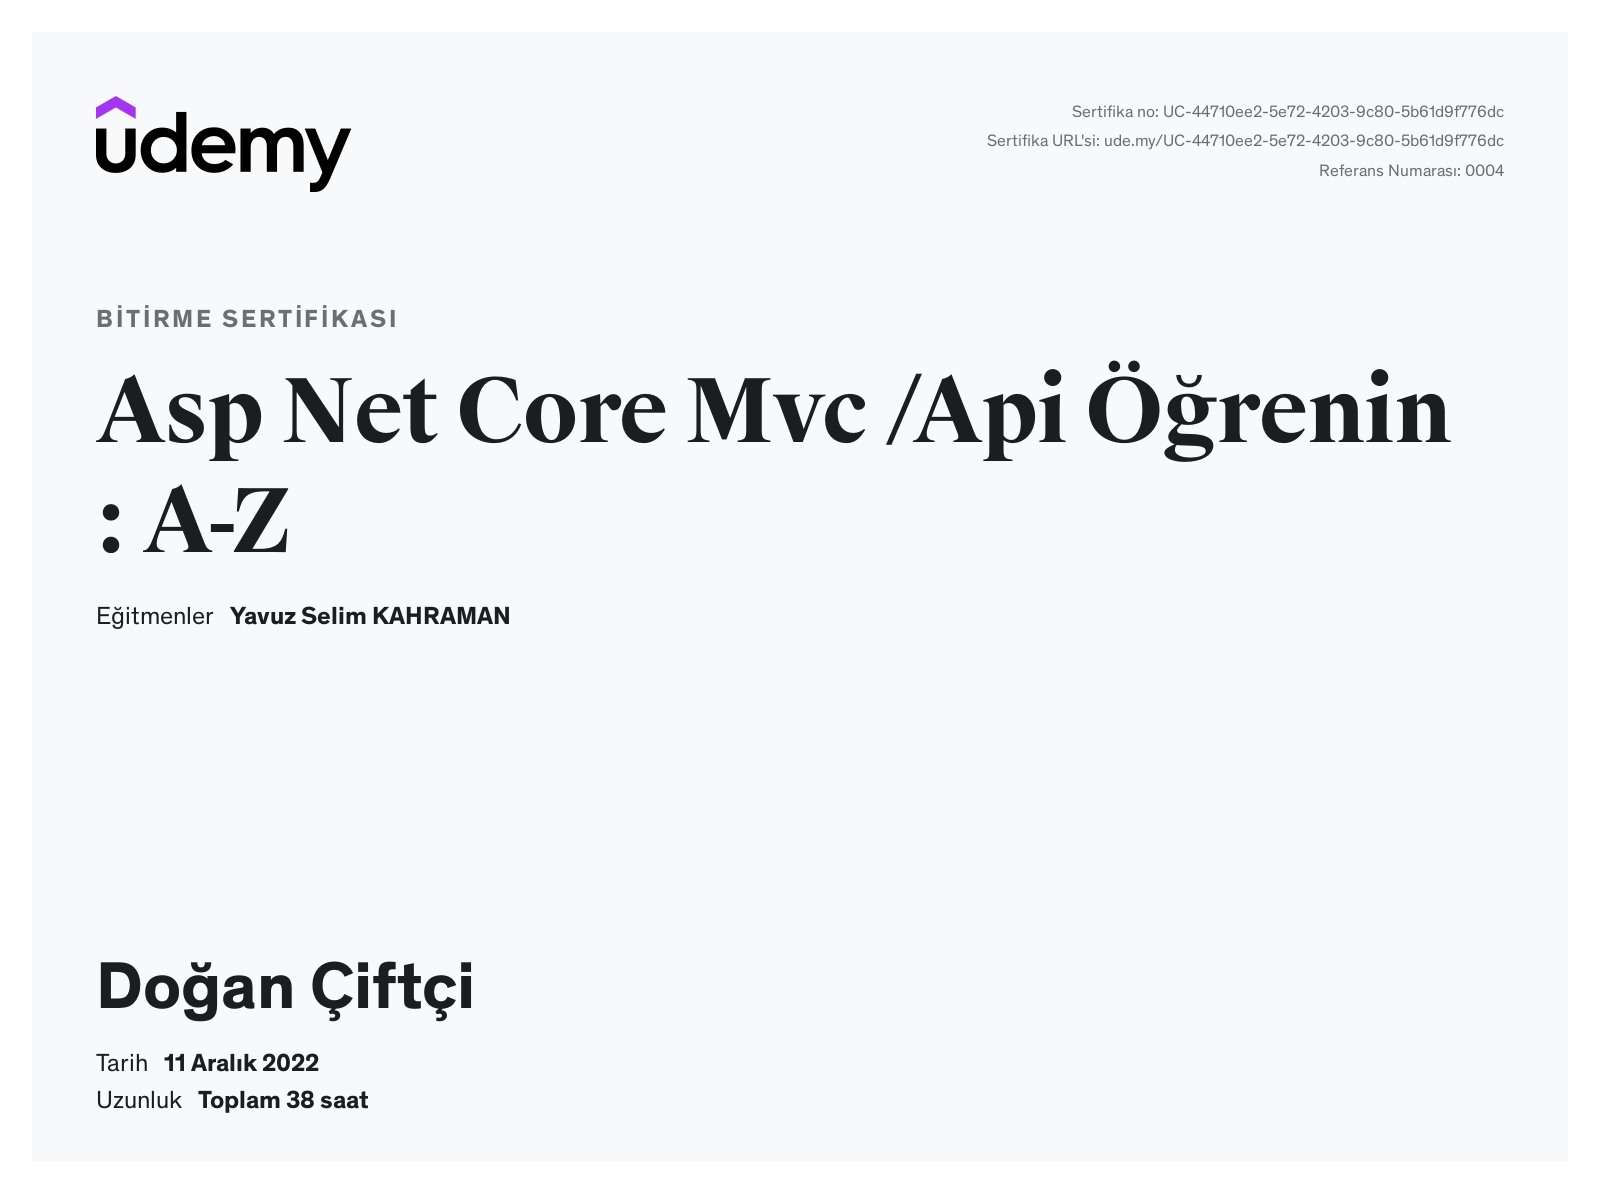 udemy
Sertifika no: UC-44710ee2-5e72-4203-9c80-5b61d9f776dc
Sertifika URL'si: ude.my/UC-44710ee2-5e72-4203-9c80-5b61d9f776dc
Referans Numarası: 0004
BİTİRME SERTİFİKASI
Asp Net Core Mvc /Api Öğrenin
: A-Z
Eğitmenler Yavuz Selim KAHRAMAN
Doğan Çiftçi
Tarih 11 Aralık 2022
Uzunluk Toplam 38 saat